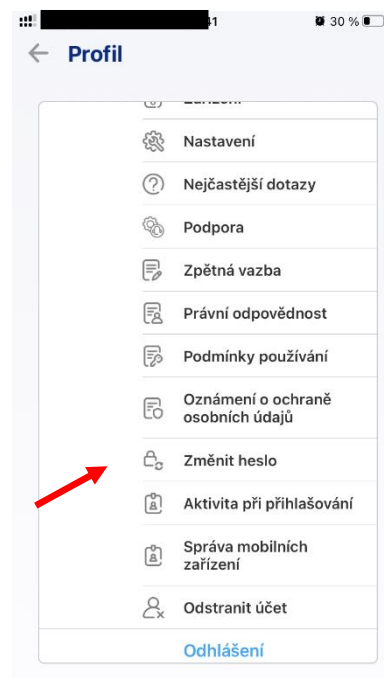 30 %
Profil
Nastavení
Nejčastější dotazy
Podpora
Zpětná vazba
Právní odpovědnost
Podmínky používání
Oznámení o ochraně
osobních údajů
Změnit heslo
Aktivita při přihlašování
Správa mobilních
zařízení
Odstranit účet
Odhlášení